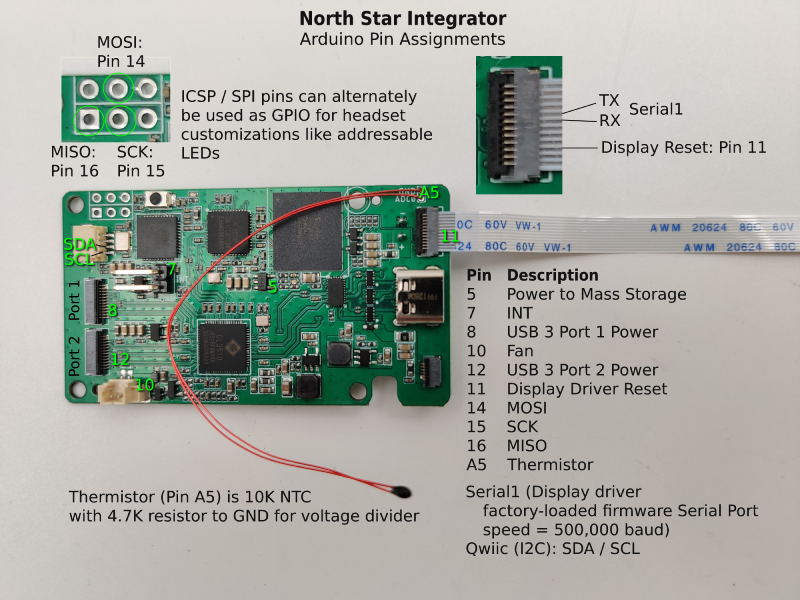 North Star Integrator
Arduino Pin Assignments
MOSI:
Pin 14
ICSP / SPI pins can alternately
be used as GPIO for headset
customizations like addressable
LEDs
MISO:
Pin 16
SCK:
Pin 15
TX
RX
Serial1
Display Reset: Pin 11
A5
SDA
SCL
7
5
11
Port 1
8
Port 2
12
10
0C 60V VW-1
AWM 20624 80C 60V
24 80C 60V VW-1
AWM 20624 80C
Pin Description
5 Power to Mass Storage
7 INT
8 USB 3 Port 1 Power
10 Fan
12 USB 3 Port 2 Power
11 Display Driver Reset
14 MOSI
15 SCK
16 MISO
A5 Thermistor
Thermistor (Pin A5) is 10K NTC
with 4.7K resistor to GND for voltage divider
Serial1 (Display driver
factory-loaded firmware Serial Port
speed = 500,000 baud)
Qwiic (I2C): SDA / SCL